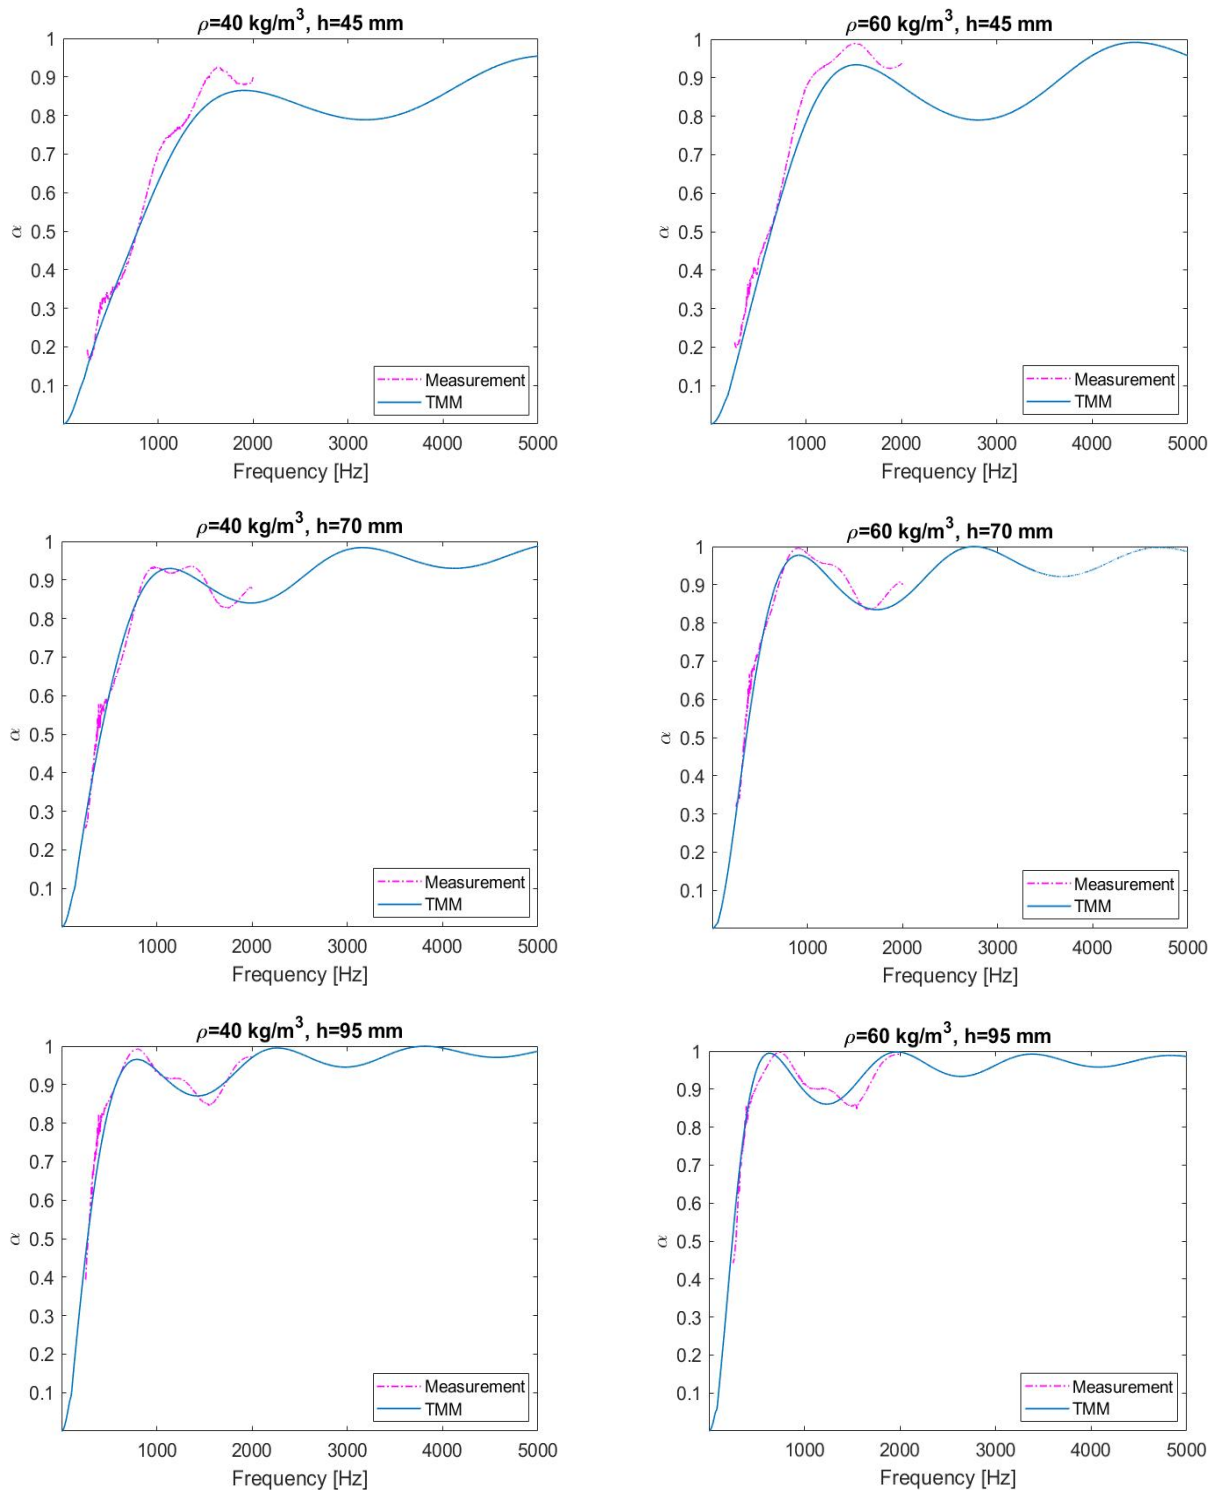 ρ=40 kg/m³, h=45 mm
1
0.9
0.8
0.7
0.6
0.5
0.4
0.3
0.2
0.1
α
Measurement
TMM
1000 2000 3000 4000 5000
Frequency [Hz]
ρ=60 kg/m³, h=45 mm
1
0.9
0.8
0.7
0.6
0.5
0.4
0.3
0.2
0.1
α
Measurement
TMM
1000 2000 3000 4000 5000
Frequency [Hz]
ρ=40 kg/m³, h=70 mm
1
0.9
0.8
0.7
0.6
0.5
0.4
0.3
0.2
0.1
α
Measurement
TMM
1000 2000 3000 4000 5000
Frequency [Hz]
ρ=60 kg/m³, h=70 mm
1
0.9
0.8
0.7
0.6
0.5
0.4
0.3
0.2
0.1
α
Measurement
TMM
1000 2000 3000 4000 5000
Frequency [Hz]
ρ=40 kg/m³, h=95 mm
1
0.9
0.8
0.7
0.6
0.5
0.4
0.3
0.2
0.1
α
Measurement
TMM
1000 2000 3000 4000 5000
Frequency [Hz]
ρ=60 kg/m³, h=95 mm
1
0.9
0.8
0.7
0.6
0.5
0.4
0.3
0.2
0.1
α
Measurement
TMM
1000 2000 3000 4000 5000
Frequency [Hz]